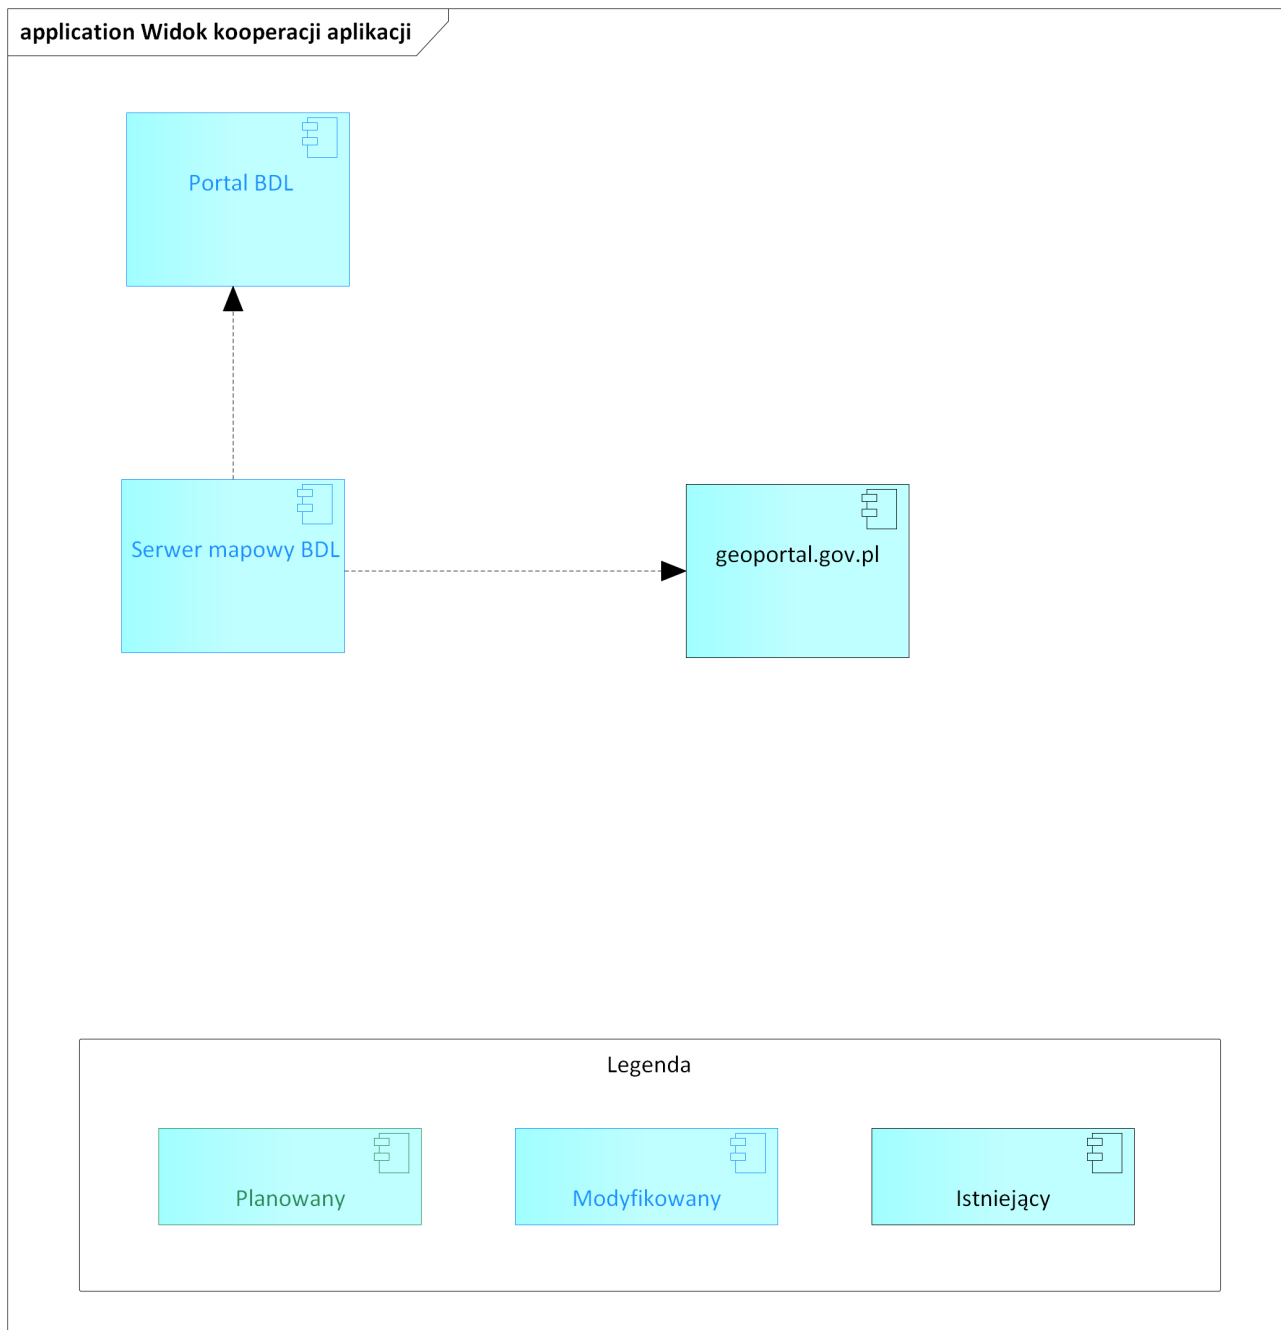 application Widok kooperacji aplikacji
Portal BDL
Serwer mapowy BDL
geoportal.gov.pl
Legenda
Planowany
Modyfikowany
Istniejący